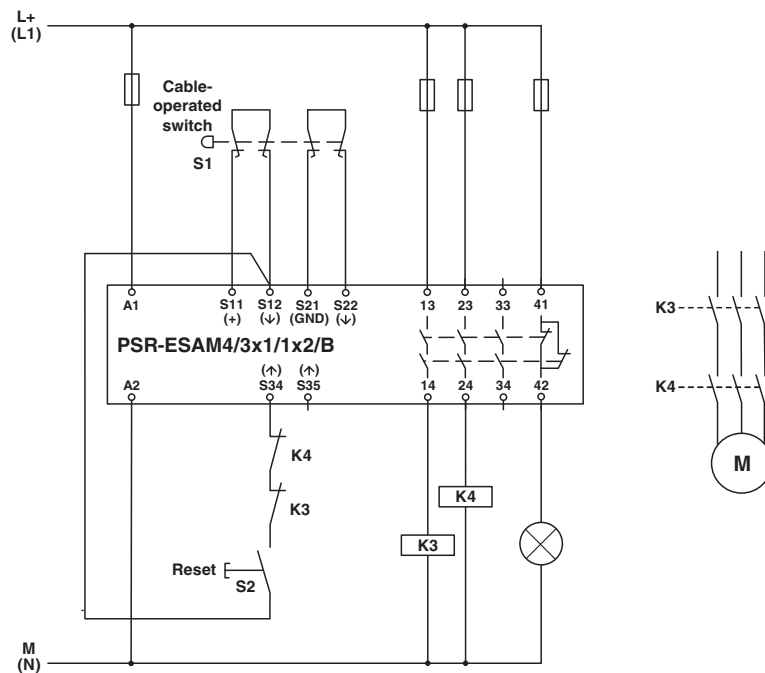 L+
(L1)
Cable-
operated
switch
S1
A1
S11
(+)
S12
(↓)
S21
(GND)
S22
(↓)
13
23
33
41
PSR-ESAM4/3x1/1x2/B
A2
(↑)
S34
(↑)
S35
14
24
34
42
K4
K3
Reset
S2
K4
K3
M
(N)
K3
K4
M